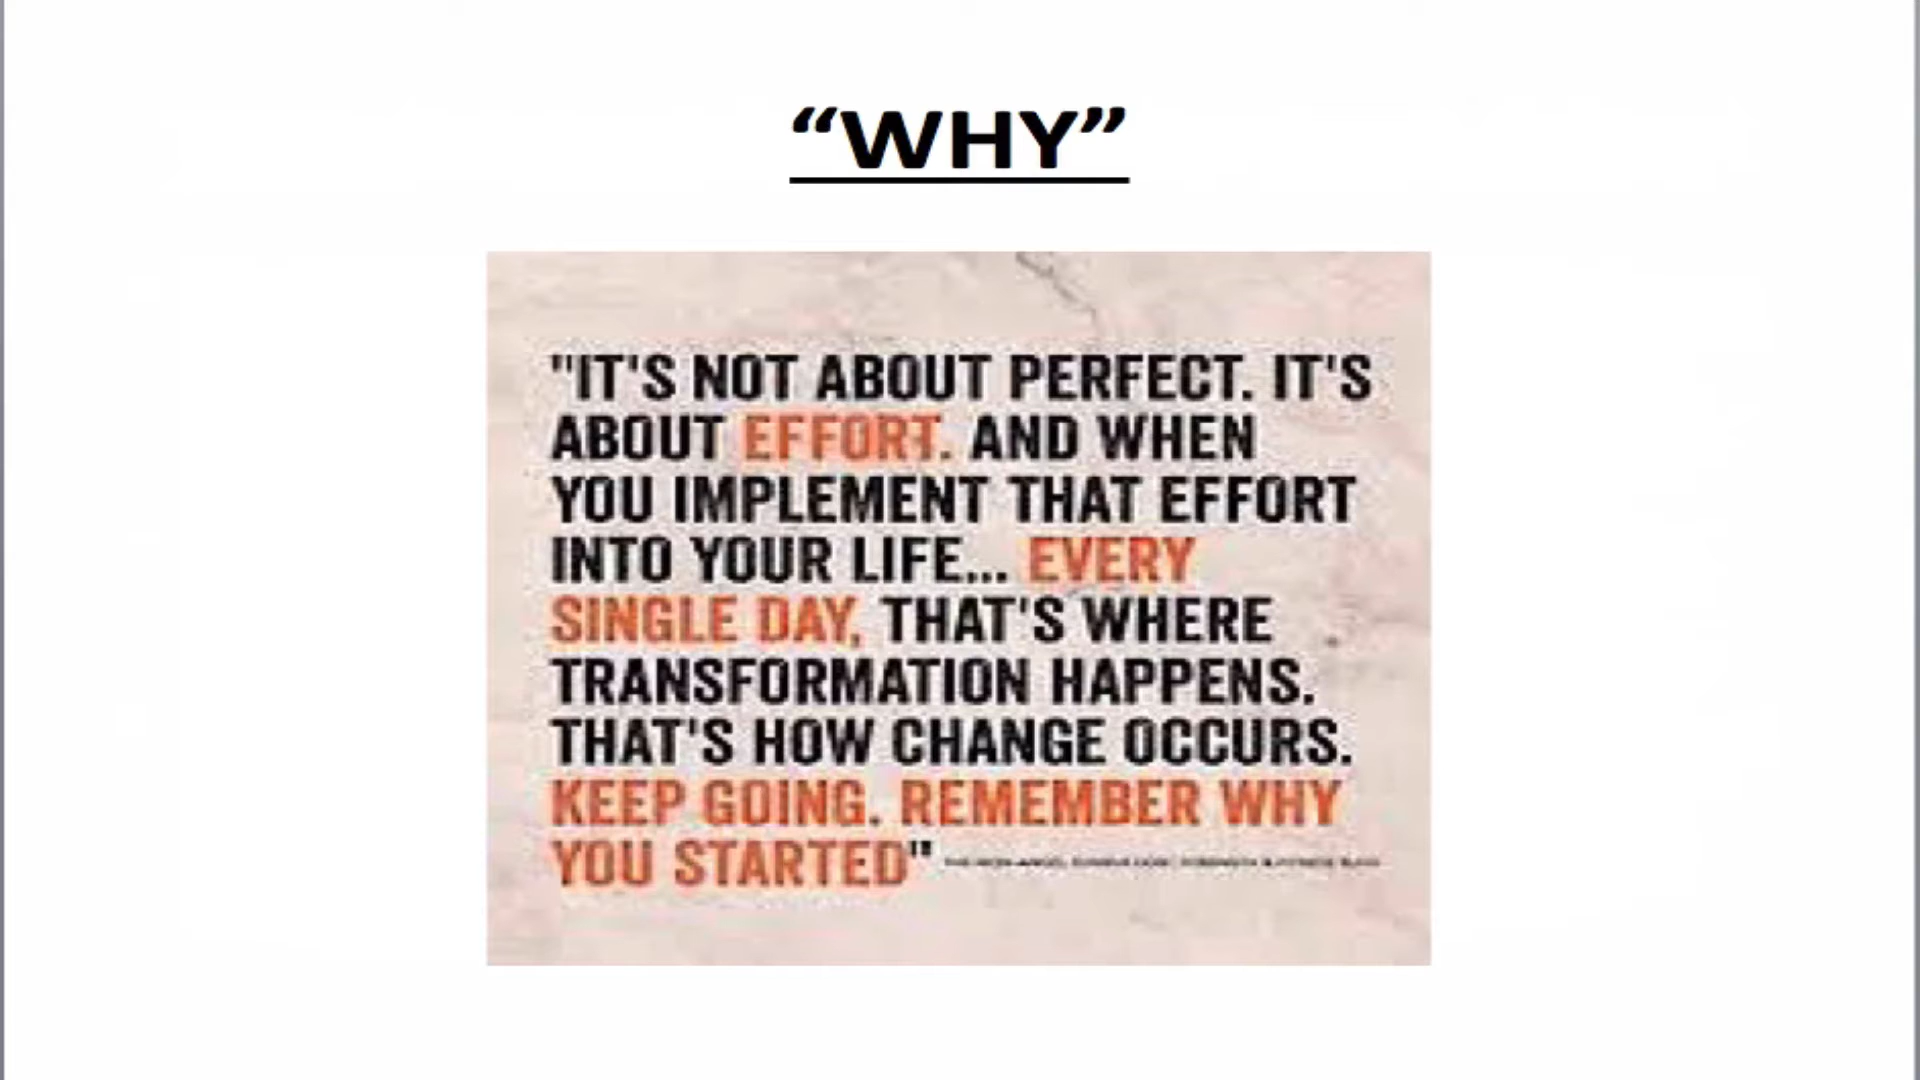 “WHY”
"IT'S NOT ABOUT PERFECT. IT'S
ABOUT EFFORT. AND WHEN
YOU IMPLEMENT THAT EFFORT
INTO YOUR LIFE... EVERY
SINGLE DAY, THAT'S WHERE
TRANSFORMATION HAPPENS.
THAT'S HOW CHANGE OCCURS.
KEEP GOING. REMEMBER WHY
YOU STARTED"